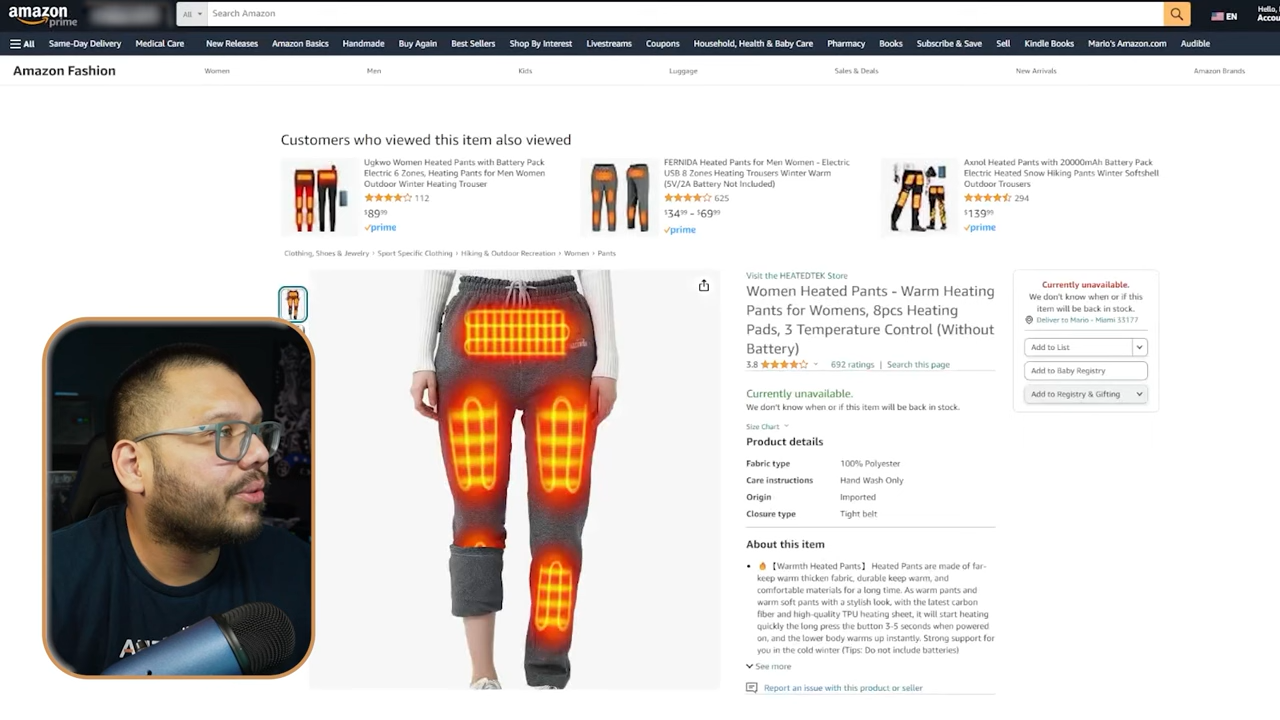 amazon prime
All
Search Amazon
EN
Hello,
Accou
All Same-Day Delivery Medical Care New Releases Amazon Basics Handmade Buy Again Best Sellers Shop By Interest Livestreams Coupons Household, Health & Baby Care Pharmacy Books Subscribe & Save Sell Kindle Books Mario's Amazon.com Audible
Amazon Fashion Women Men Kids Luggage Sales & Deals New Arrivals Amazon Brands
Customers who viewed this item also viewed
Ugkwo Women Heated Pants with Battery Pack
Electric 6 Zones, Heating Pants for Men Women
Outdoor Winter Heating Trouser
112
$89⁹⁹
prime
FERNIDA Heated Pants for Men Women - Electric
USB 8 Zones Heating Trousers Winter Warm
(5V/2A Battery Not Included)
625
$34⁹⁹ - $69⁹⁹
prime
Axnol Heated Pants with 20000mAh Battery Pack
Electric Heated Snow Hiking Pants Winter Softshell
Outdoor Trousers
294
$139⁹⁹
prime
Clothing, Shoes & Jewelry › Sport Specific Clothing › Hiking & Outdoor Recreation › Women › Pants
Visit the HEATEDTEK Store
Women Heated Pants - Warm Heating
Pants for Womens, 8pcs Heating
Pads, 3 Temperature Control (Without
Battery)
3.8 692 ratings | Search this page
Currently unavailable.
We don't know when or if this item will be back in stock.
Size Chart
Product details
Fabric type 100% Polyester
Care instructions Hand Wash Only
Origin Imported
Closure type Tight belt
About this item
• 🔥【Warmth Heated Pants】 Heated Pants are made of far-
keep warm thicken fabric, durable keep warm, and
comfortable materials for a long time. As warm pants and
warm soft pants with a stylish look, with the latest carbon
fiber and high-quality TPU heating sheet, it will start heating
quickly the long press the button 3-5 seconds when powered
on, and the lower body warms up instantly. Strong support for
you in the cold winter (Tips: Do not include batteries)
See more
Report an issue with this product or seller
Currently unavailable.
We don't know when or if this
item will be back in stock.
Deliver to Mario - Miami 33177
Add to List
Add to Baby Registry
Add to Registry & Gifting